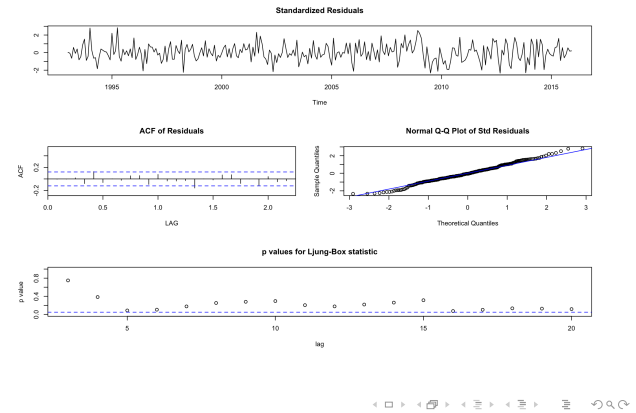 Standardized Residuals
2
0
-2
1995
2000
2005
2010
2015
Time
ACF of Residuals
ACF
0.2
-0.2
0.0
0.5
1.0
1.5
2.0
LAG
Normal Q-Q Plot of Std Residuals
Sample Quantiles
2
0
-2
-3
-2
-1
0
1
2
3
Theoretical Quantiles
p values for Ljung-Box statistic
p value
0.8
0.4
0.0
5
10
15
20
lag